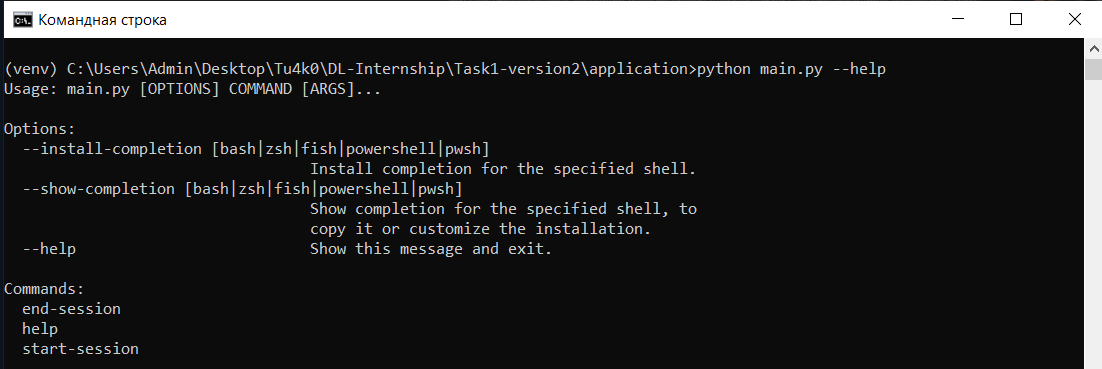 Командная строка
(venv) C:\Users\Admin\Desktop\Tu4k0\DL-Internship\Task1-version2\application>python main.py --help
Usage: main.py [OPTIONS] COMMAND [ARGS]...
Options:
--install-completion [bash|zsh|fish|powershell|pwsh]
Install completion for the specified shell.
--show-completion [bash|zsh|fish|powershell|pwsh]
Show completion for the specified shell, to
copy it or customize the installation.
--help Show this message and exit.
Commands:
end-session
help
start-session